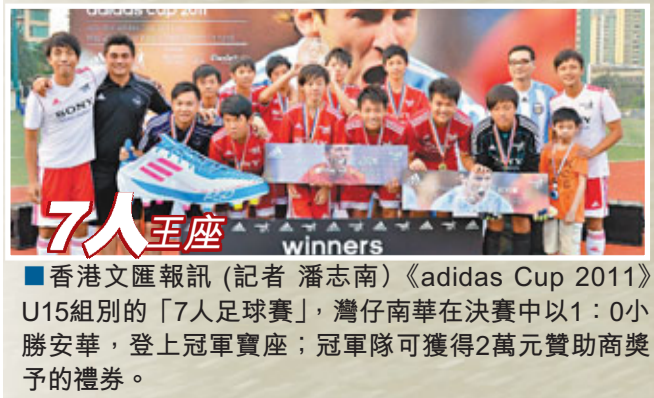 adidas Cup 2011
SONY
7人王座
winners
■香港文匯報訊 (記者 潘志南)《adidas Cup 2011》
U15組別的「7人足球賽」，灣仔南華在決賽中以1：0小
勝安華，登上冠軍寶座；冠軍隊可獲得2萬元贊助商獎
予的禮券。